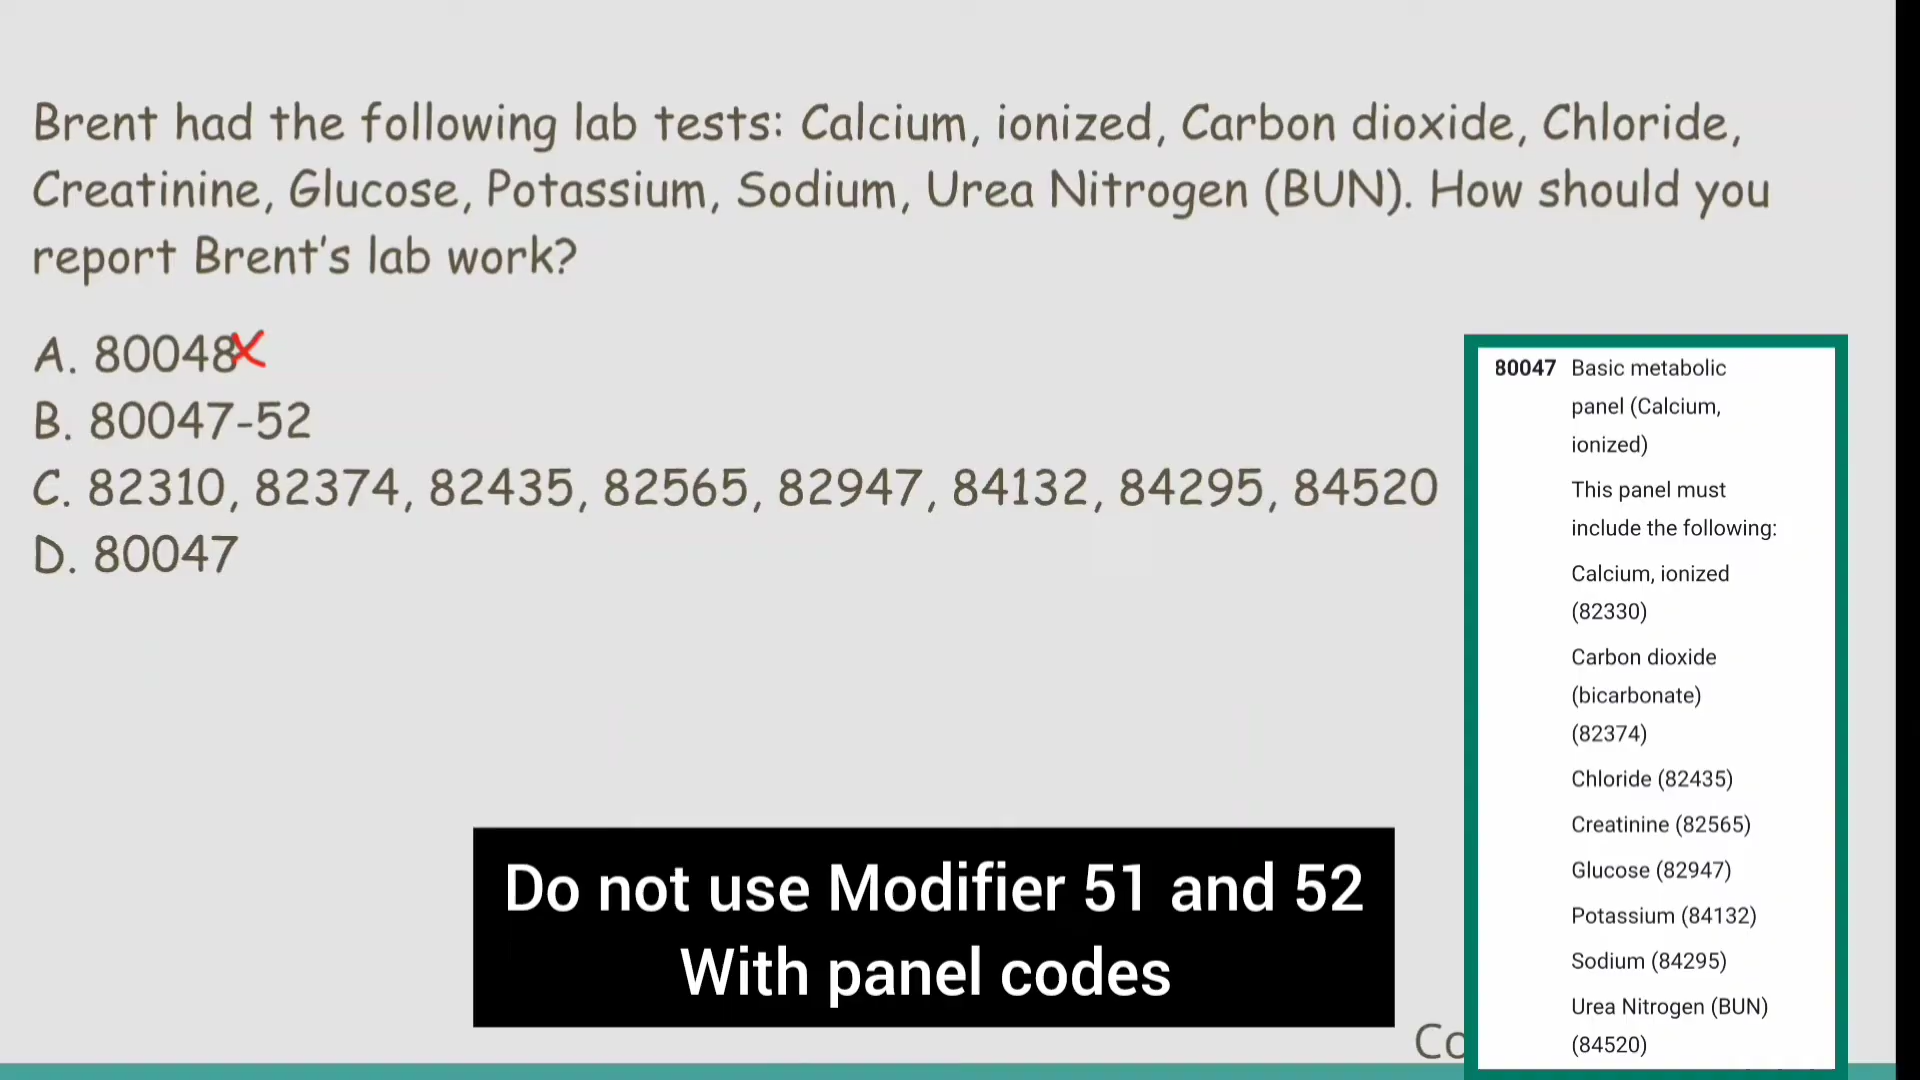 Brent had the following lab tests: Calcium, ionized, Carbon dioxide, Chloride,
Creatinine, Glucose, Potassium, Sodium, Urea Nitrogen (BUN). How should you
report Brent's lab work?
A. 80048
B. 80047-52
C. 82310, 82374, 82435, 82565, 82947, 84132, 84295, 84520
D. 80047
80047 Basic metabolic
panel (Calcium,
ionized)
This panel must
include the following:
Calcium, ionized
(82330)
Carbon dioxide
(bicarbonate)
(82374)
Chloride (82435)
Creatinine (82565)
Glucose (82947)
Potassium (84132)
Sodium (84295)
Urea Nitrogen (BUN)
(84520)
Do not use Modifier 51 and 52
With panel codes